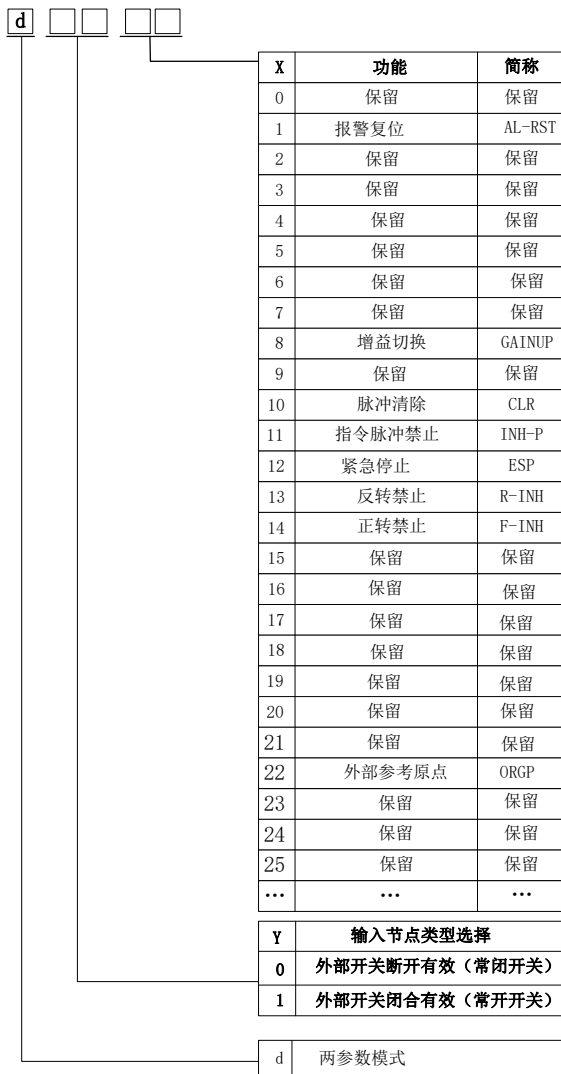 d
X 功能 简称
0 保留 保留
1 报警复位 AL-RST
2 保留 保留
3 保留 保留
4 保留 保留
5 保留 保留
6 保留 保留
7 保留 保留
8 增益切换 GAINUP
9 保留 保留
10 脉冲清除 CLR
11 指令脉冲禁止 INH-P
12 紧急停止 ESP
13 反转禁止 R-INH
14 正转禁止 F-INH
15 保留 保留
16 保留 保留
17 保留 保留
18 保留 保留
19 保留 保留
20 保留 保留
21 保留 保留
22 外部参考原点 ORGP
23 保留 保留
24 保留 保留
25 保留 保留
… … …
Y 输入节点类型选择
0 外部开关断开有效（常闭开关）
1 外部开关闭合有效（常开开关）
d 两参数模式